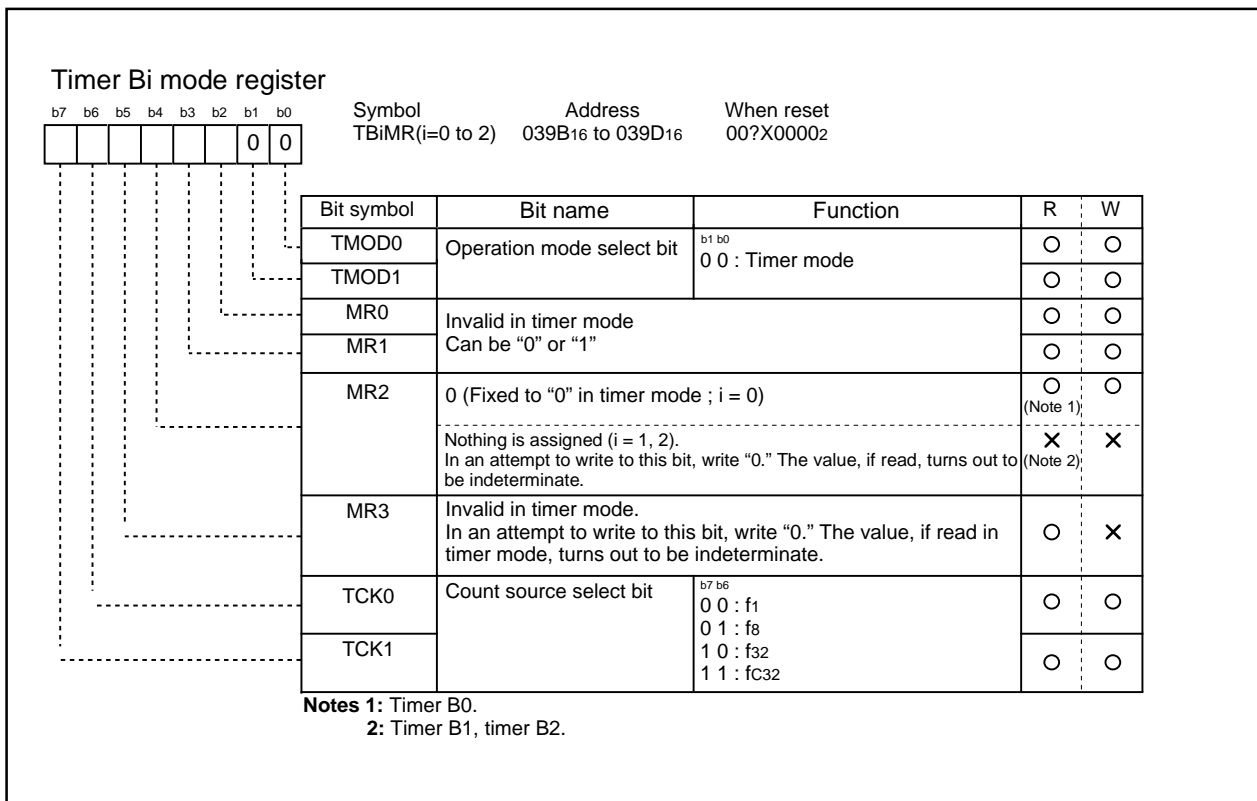 Timer Bi mode register
b7 b6 b5 b4 b3 b2 b1 b0
0 0
Symbol Address When reset
TBiMR(i=0 to 2) 039B16 to 039D16 00?X00002
Bit symbol Bit name Function R W
TMOD0 Operation mode select bit b1 b0
0 0 : Timer mode
TMOD1
MR0 Invalid in timer mode
Can be “0” or “1”
MR1
MR2 0 (Fixed to “0” in timer mode ; i = 0)
(Note 1)
Nothing is assigned (i = 1, 2).
In an attempt to write to this bit, write “0.” The value, if read, turns out to (Note 2)
be indeterminate.
MR3 Invalid in timer mode.
In an attempt to write to this bit, write “0.” The value, if read in
timer mode, turns out to be indeterminate.
TCK0 Count source select bit b7 b6
0 0 : f1
0 1 : f8
TCK1 1 0 : f32
1 1 : fC32
Notes 1: Timer B0.
2: Timer B1, timer B2.